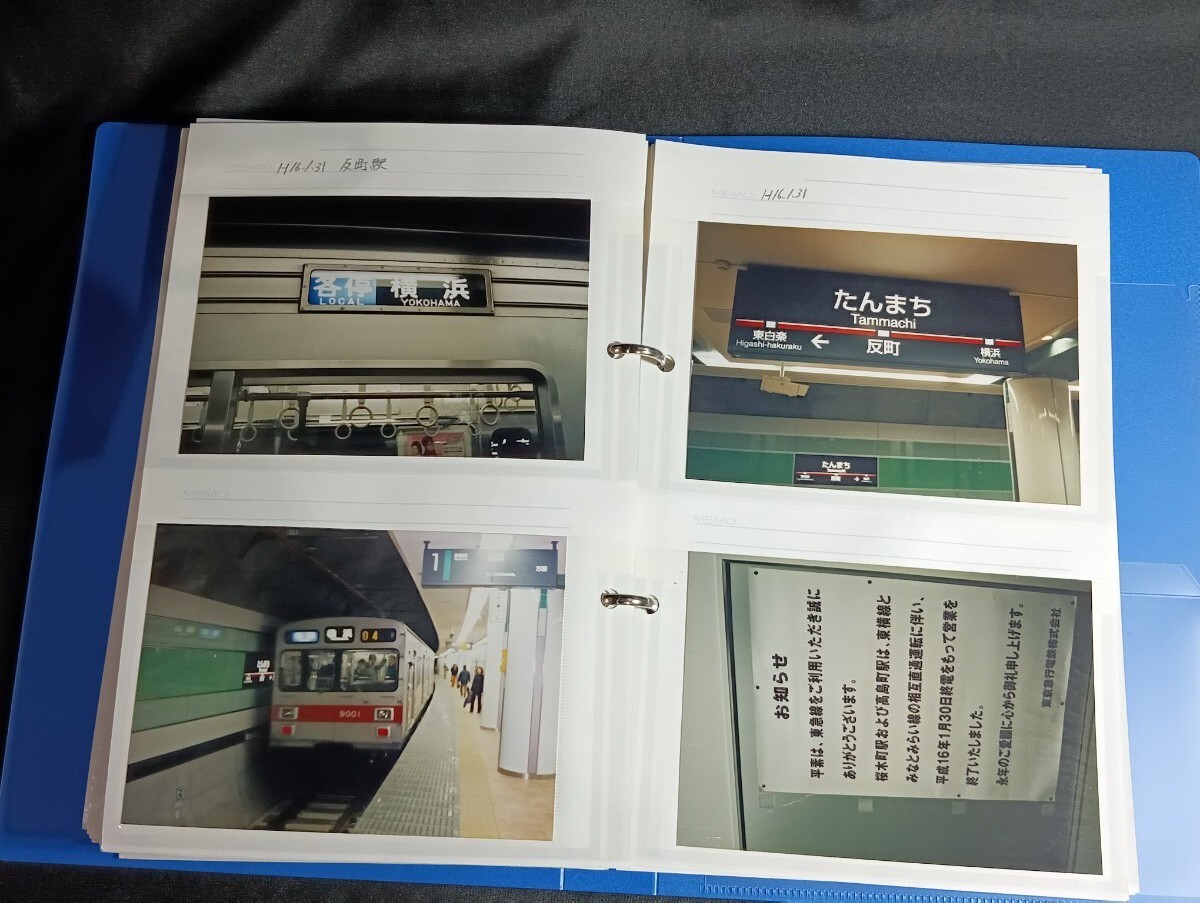 MEMO H16.1.31 反町駅
各停 横浜
LOCAL YOKOHAMA
MEMO
1
04
9001
MEMO H16.1.31
たんまち
Tammachi
東白楽 反町 横浜
Higashi-hakuraku ← Yokohama
たんまち
反町
MEMO
お知らせ
平素は、東急線をご利用いただき誠に
ありがとうございます。
桜木町駅および高島町駅は、東横線と
みなとみらい線の相互直通運転に伴い、
平成16年1月30日終電をもって営業を
終了いたしました。
永年のご愛顧に心から御礼申し上げます。
東京急行電鉄株式会社